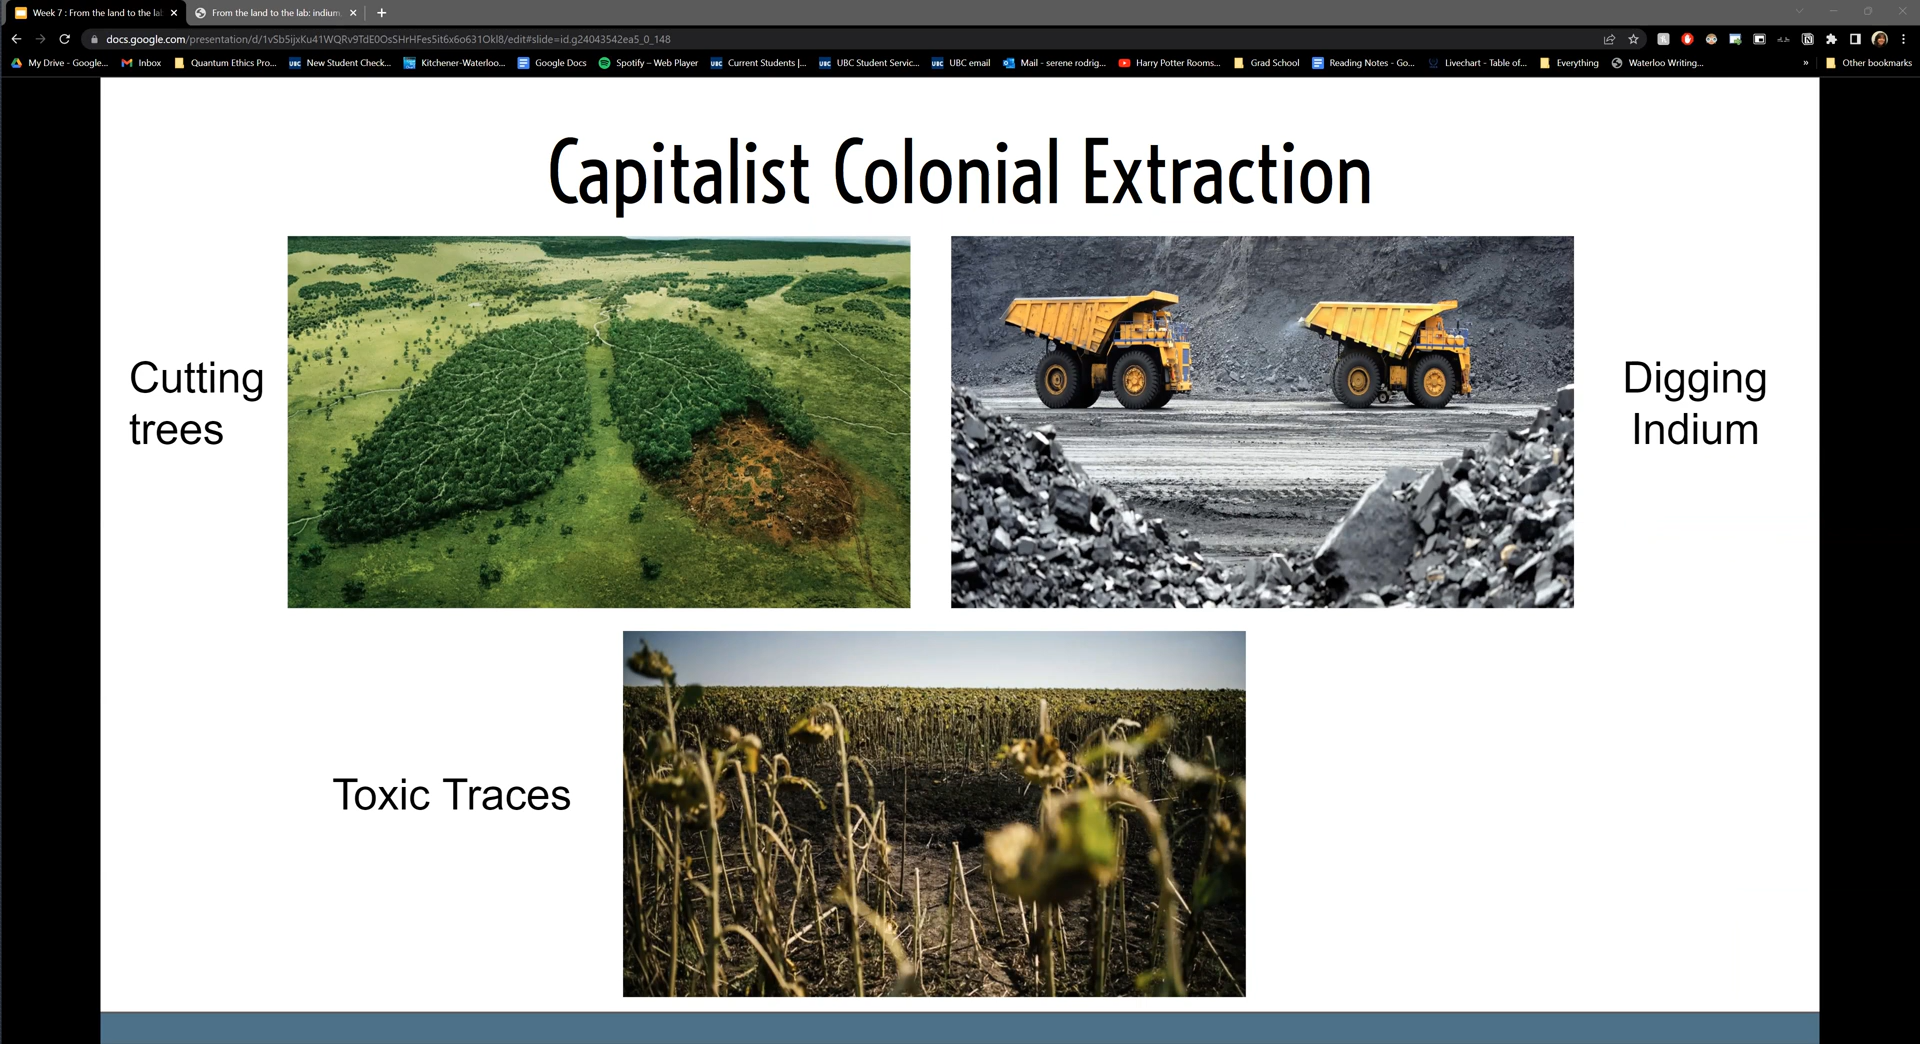 Week 7 : From the land to the la
From the land to the lab: indium
docs.google.com/presentation/d/1vSb5ijxKu41WQRv9TdE0OsSHrHFes5it6x6o631Okl8/edit#slide=id.g24043542ea5_0_148
My Drive - Google...
Inbox
Quantum Ethics Pro...
UBC New Student Check...
Kitchener-Waterloo...
Google Docs
Spotify – Web Player
UBC Current Students |...
UBC UBC Student Servic...
UBC UBC email
Mail - serene rodrig...
Harry Potter Rooms...
Grad School
Reading Notes - Go...
Livechart - Table of...
Everything
Waterloo Writing...
»
Other bookmarks
Capitalist Colonial Extraction
Cutting
trees
Digging
Indium
Toxic Traces